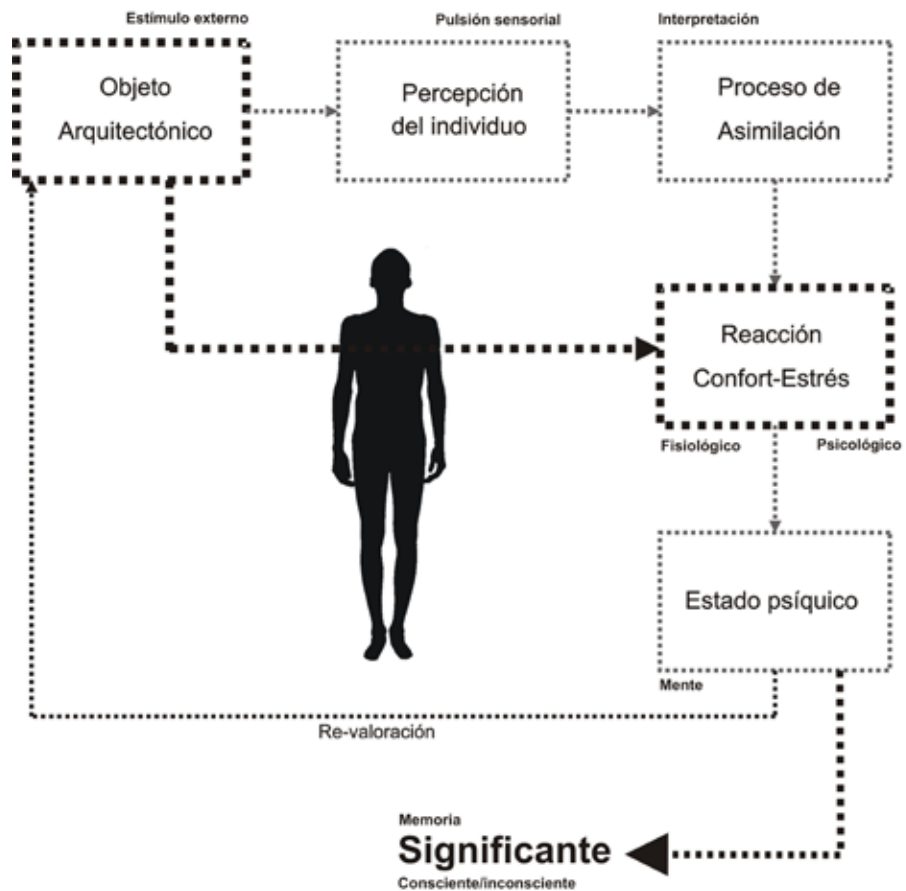 Estímulo externo
Pulsión sensorial
Interpretación
Objeto
Arquitectónico
Percepción
del individuo
Proceso de
Asimilación
Reacción
Confort-Estrés
Fisiológico
Psicológico
Estado psíquico
Mente
Re-valoración
Memoria
Significante
Consciente/inconsciente